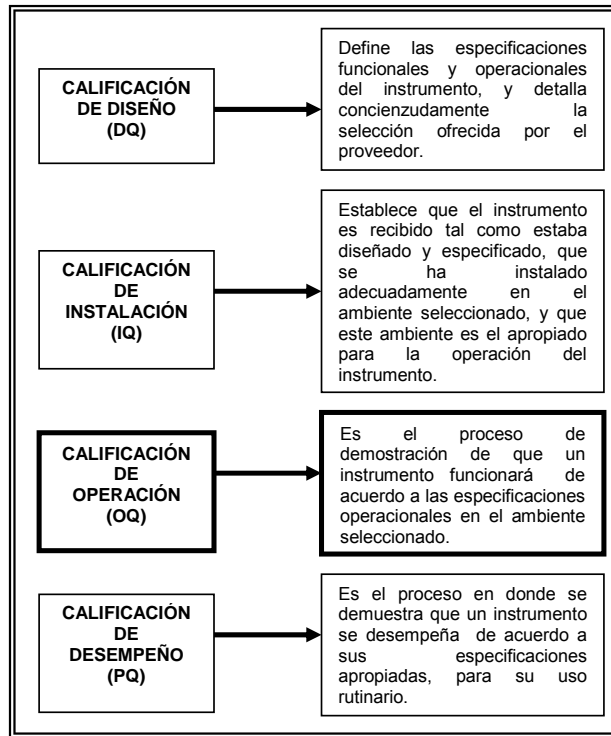 CALIFICACIÓN
DE DISEÑO
(DQ)
Define las especificaciones
funcionales y operacionales
del instrumento, y detalla
concienzudamente la
selección ofrecida por el
proveedor.
CALIFICACIÓN
DE
INSTALACIÓN
(IQ)
Establece que el instrumento
es recibido tal como estaba
diseñado y especificado, que
se ha instalado
adecuadamente en el
ambiente seleccionado, y que
este ambiente es el apropiado
para la operación del
instrumento.
CALIFICACIÓN
DE
OPERACIÓN
(OQ)
Es el proceso de
demostración de que un
instrumento funcionará de
acuerdo a las especificaciones
operacionales en el ambiente
seleccionado.
CALIFICACIÓN
DE
DESEMPEÑO
(PQ)
Es el proceso en donde se
demuestra que un instrumento
se desempeña de acuerdo a
sus especificaciones
apropiadas, para su uso
rutinario.